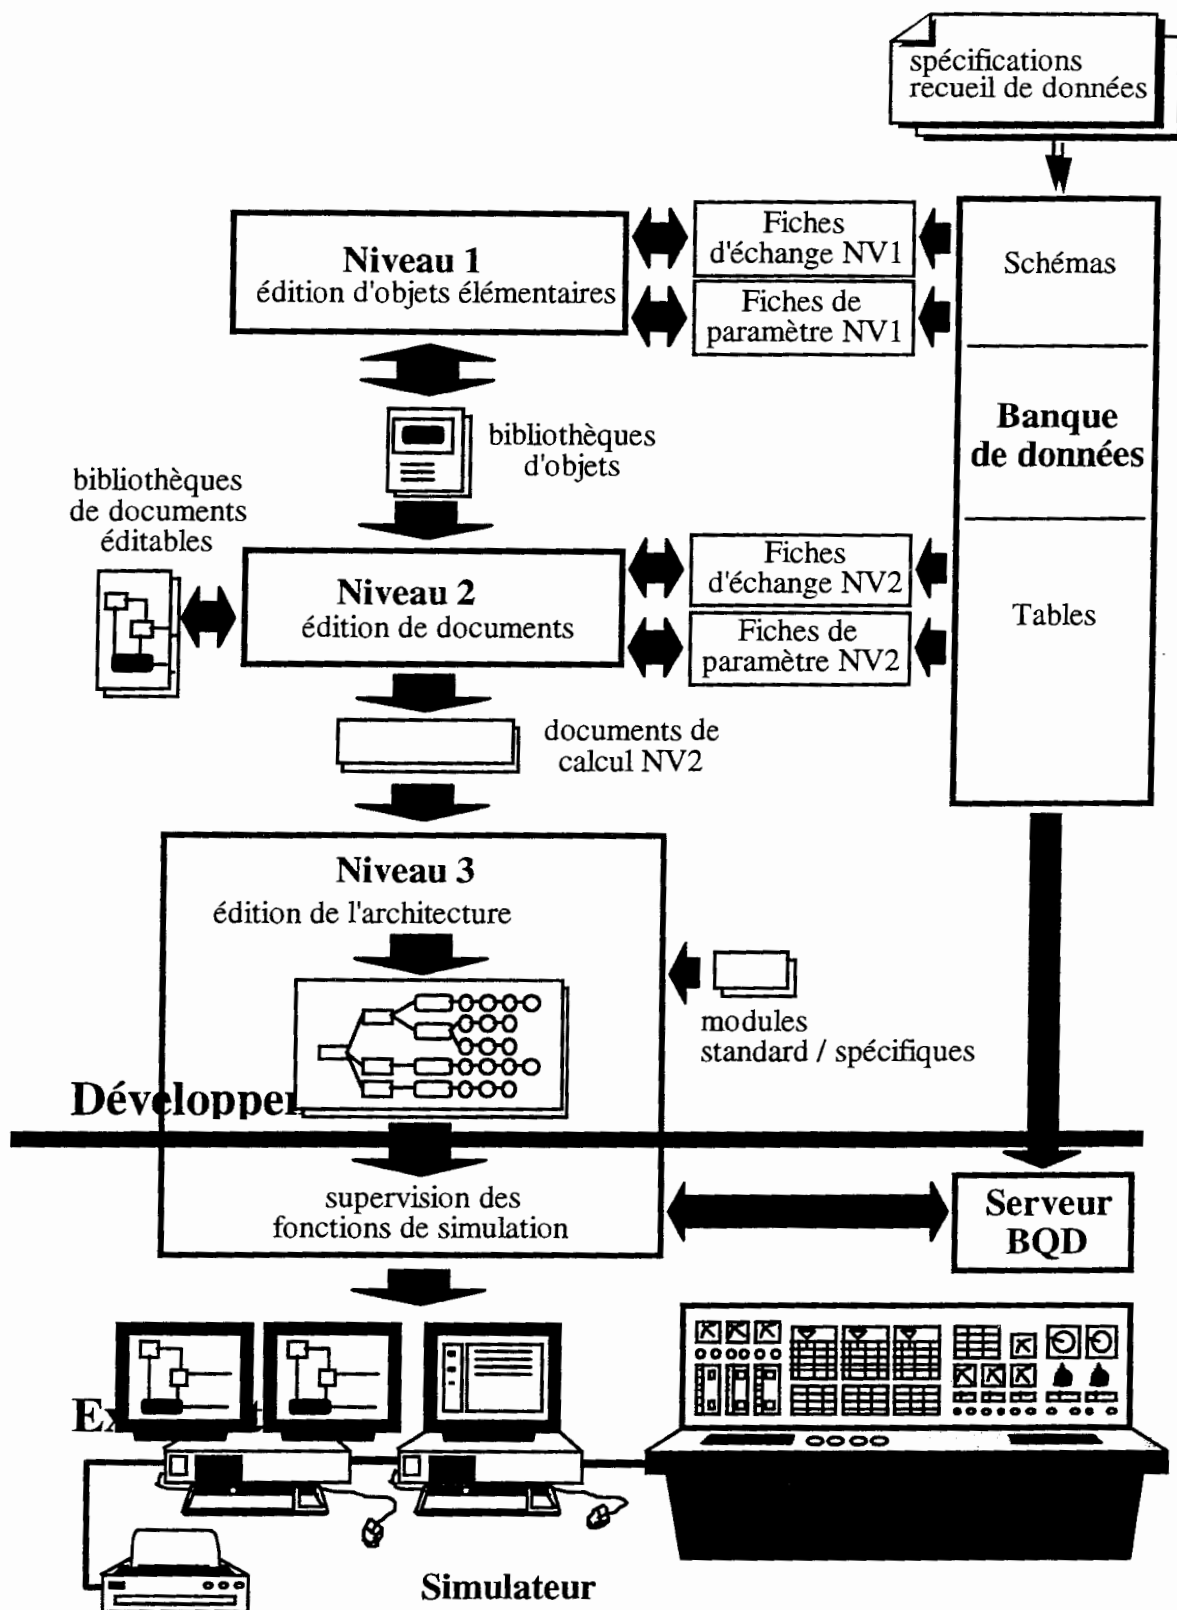 spécifications
recueil de données
Niveau 1
édition d'objets élémentaires
Fiches
d'échange NV1
Fiches de
paramètre NV1
Schémas
Banque
de données
Tables
bibliothèques
d'objets
bibliothèques
de documents
éditables
Niveau 2
édition de documents
Fiches
d'échange NV2
Fiches de
paramètre NV2
documents de
calcul NV2
Niveau 3
édition de l'architecture
modules
standard / spécifiques
Développer
supervision des
fonctions de simulation
Serveur
BQD
Simulateur